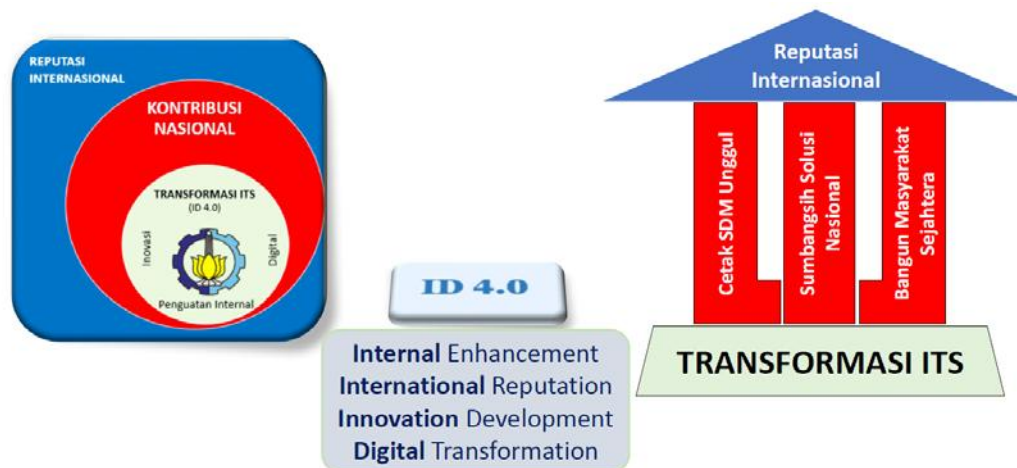 REPUTASI
INTERNASIONAL
KONTRIBUSI
NASIONAL
TRANSFORMASI ITS
(ID 4.0)
Inovasi
Digital
Penguatan Internal
ID 4.0
Internal Enhancement
International Reputation
Innovation Development
Digital Transformation
Reputasi
Internasional
Cetak SDM Unggul
Sumbangsih Solusi
Nasional
Bangun Masyarakat
Sejahtera
TRANSFORMASI ITS